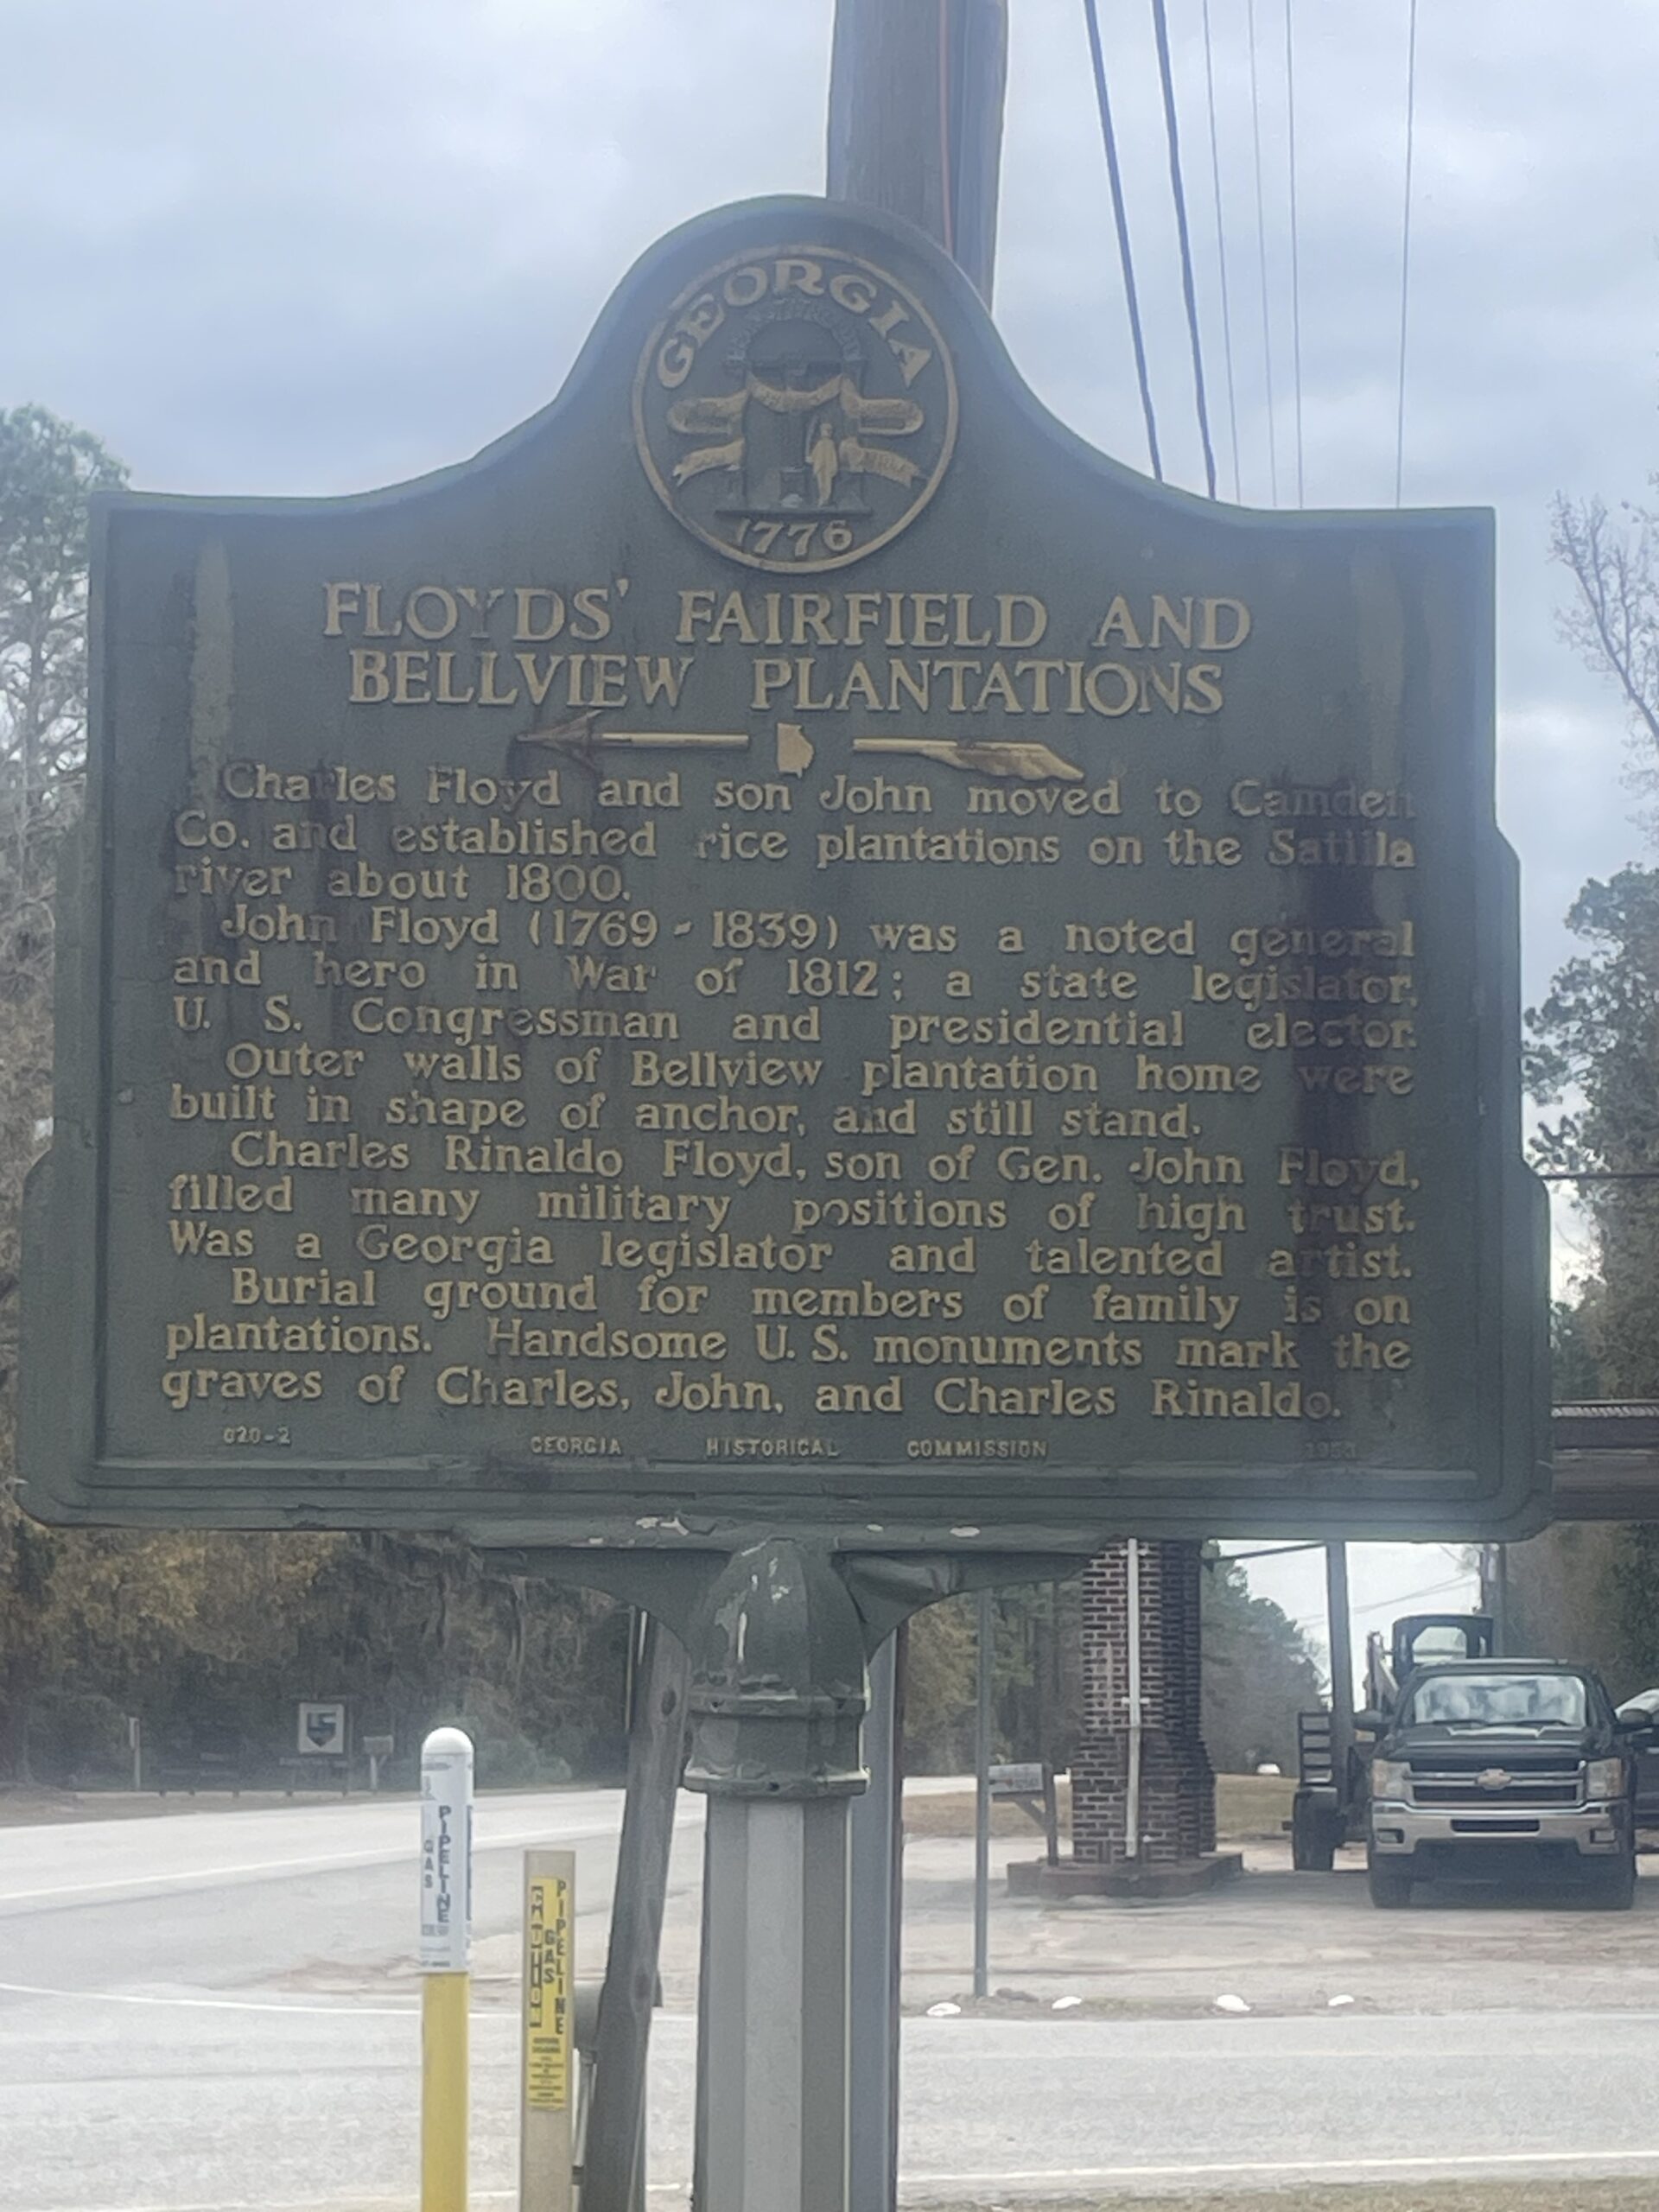 GEORGIA
1776
FLOYDS' FAIRFIELD AND
BELLVIEW PLANTATIONS
Charles Floyd and son John moved to Camden
Co. and established rice plantations on the Satilla
river about 1800.
John Floyd (1769 - 1839) was a noted general
and hero in War of 1812; a state legislator,
U. S. Congressman and presidential elector.
Outer walls of Bellview plantation home were
built in shape of anchor, and still stand.
Charles Rinaldo Floyd, son of Gen. John Floyd,
filled many military positions of high trust.
Was a Georgia legislator and talented artist.
Burial ground for members of family is on
plantations. Handsome U. S. monuments mark the
graves of Charles, John, and Charles Rinaldo.
020-2 GEORGIA HISTORICAL COMMISSION
GAS PIPELINE
CAUTION GAS PIPELINE